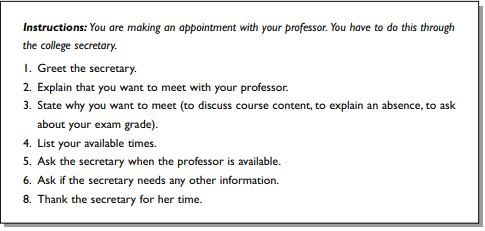 Instructions: You are making an appointment with your professor. You have to do this through
the college secretary.
1. Greet the secretary.
2. Explain that you want to meet with your professor.
3. State why you want to meet (to discuss course content, to explain an absence, to ask
about your exam grade).
4. List your available times.
5. Ask the secretary when the professor is available.
6. Ask if the secretary needs any other information.
8. Thank the secretary for her time.